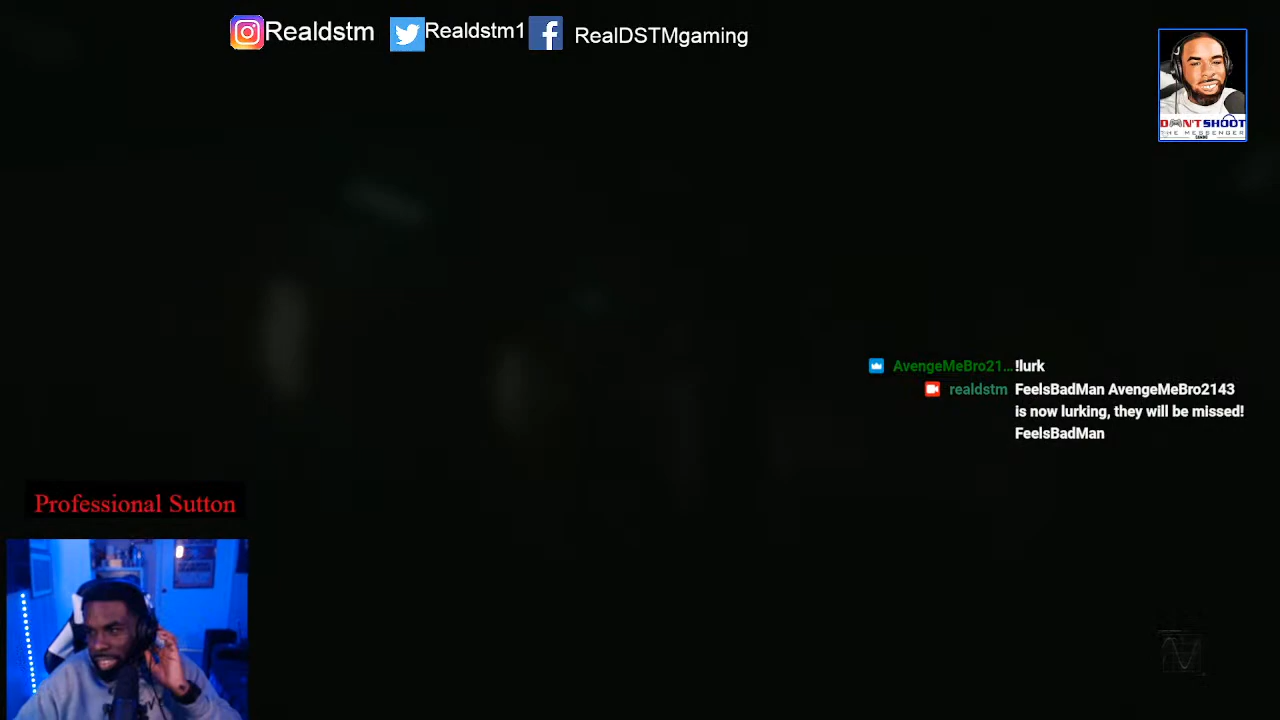 Realdstm
Realdstm1
RealDSTMgaming
D N'T SHOOT
THE MESSENGER
AvengeMeBro21... !lurk
realdstm FeelsBadMan AvengeMeBro2143
is now lurking, they will be missed!
FeelsBadMan
Professional Sutton